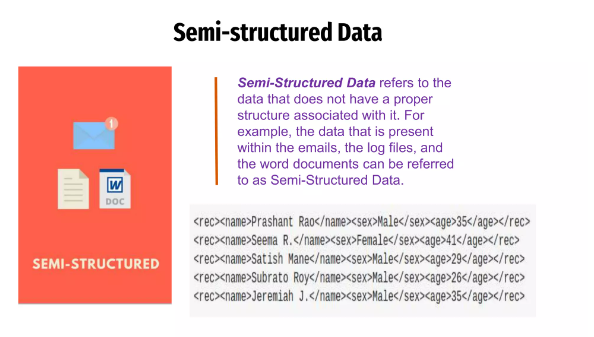 Semi-structured Data
1
W
DOC
SEMI-STRUCTURED
Semi-Structured Data refers to the
data that does not have a proper
structure associated with it. For
example, the data that is present
within the emails, the log files, and
the word documents can be referred
to as Semi-Structured Data.
<rec><name>Prashant Rao</name><sex>Male</sex><age>35</age></rec>
<rec><name>Seema R.</name><sex>Female</sex><age>41</age></rec>
<rec><name>Satish Mane</name><sex>Male</sex><age>29</age></rec>
<rec><name>Subrato Roy</name><sex>Male</sex><age>26</age></rec>
<rec><name>Jeremiah J.</name><sex>Male</sex><age>35</age></rec>